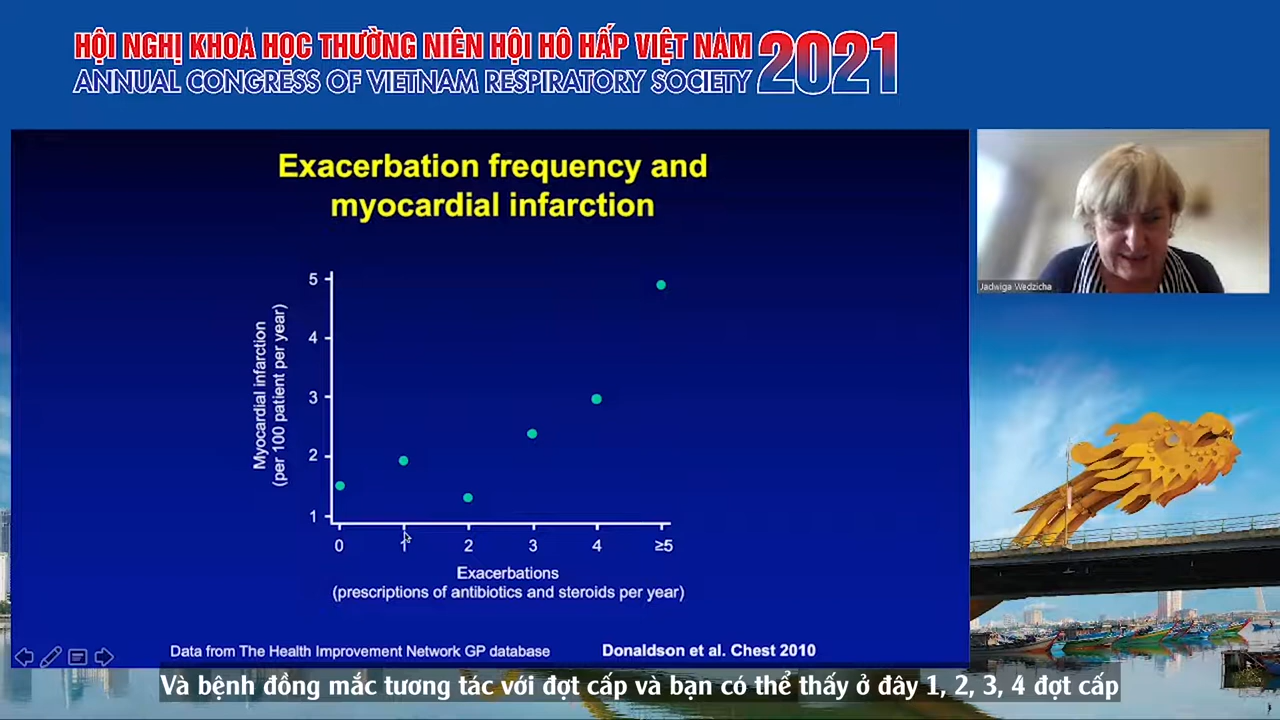 HỘI NGHỊ KHOA HỌC THƯỜNG NIÊN HỘI HÔ HẤP VIỆT NAM 2021
ANNUAL CONGRESS OF VIETNAM RESPIRATORY SOCIETY
Exacerbation frequency and
myocardial infarction
Myocardial infarction
(per 100 patient per year)
5
4
3
2
1
0 1 2 3 4 ≥5
Exacerbations
(prescriptions of antibiotics and steroids per year)
Data from The Health Improvement Network GP database
Donaldson et al. Chest 2010
Jadwiga Wedzicha
Và bệnh đồng mắc tương tác với đợt cấp và bạn có thể thấy ở đây 1, 2, 3, 4 đợt cấp